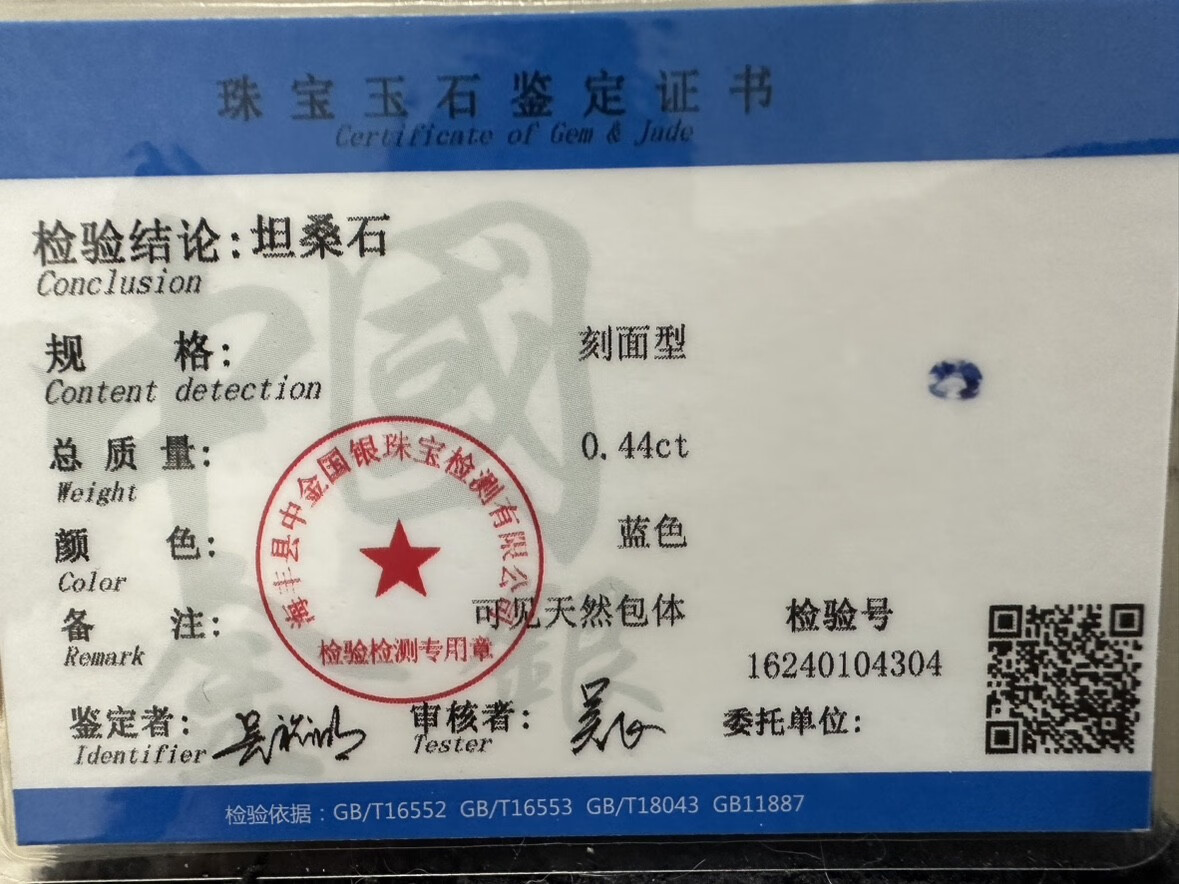 珠宝玉石鉴定证书
Certificate of Gem & Jade
检验结论:坦桑石
Conclusion
规格: 刻面型
Content detection
总质量: 0.44ct
Weight
颜色: 蓝色
Color
备注: 可见天然包体
Remark
海丰县中金国银珠宝检测有限公司
检验检测专用章
检验号
16240104304
鉴定者:
Identifier
审核者:
Tester
委托单位:
中國
銀
检验依据:GB/T16552 GB/T16553 GB/T18043 GB11887